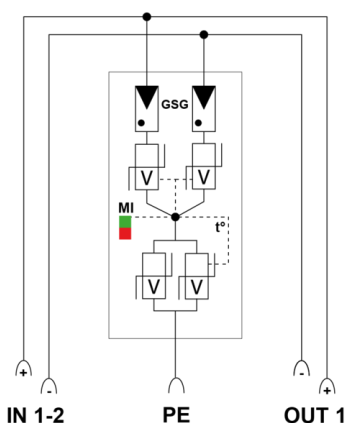 GSG
V V
MI
t°
V V
+ - - +
IN 1-2 PE OUT 1